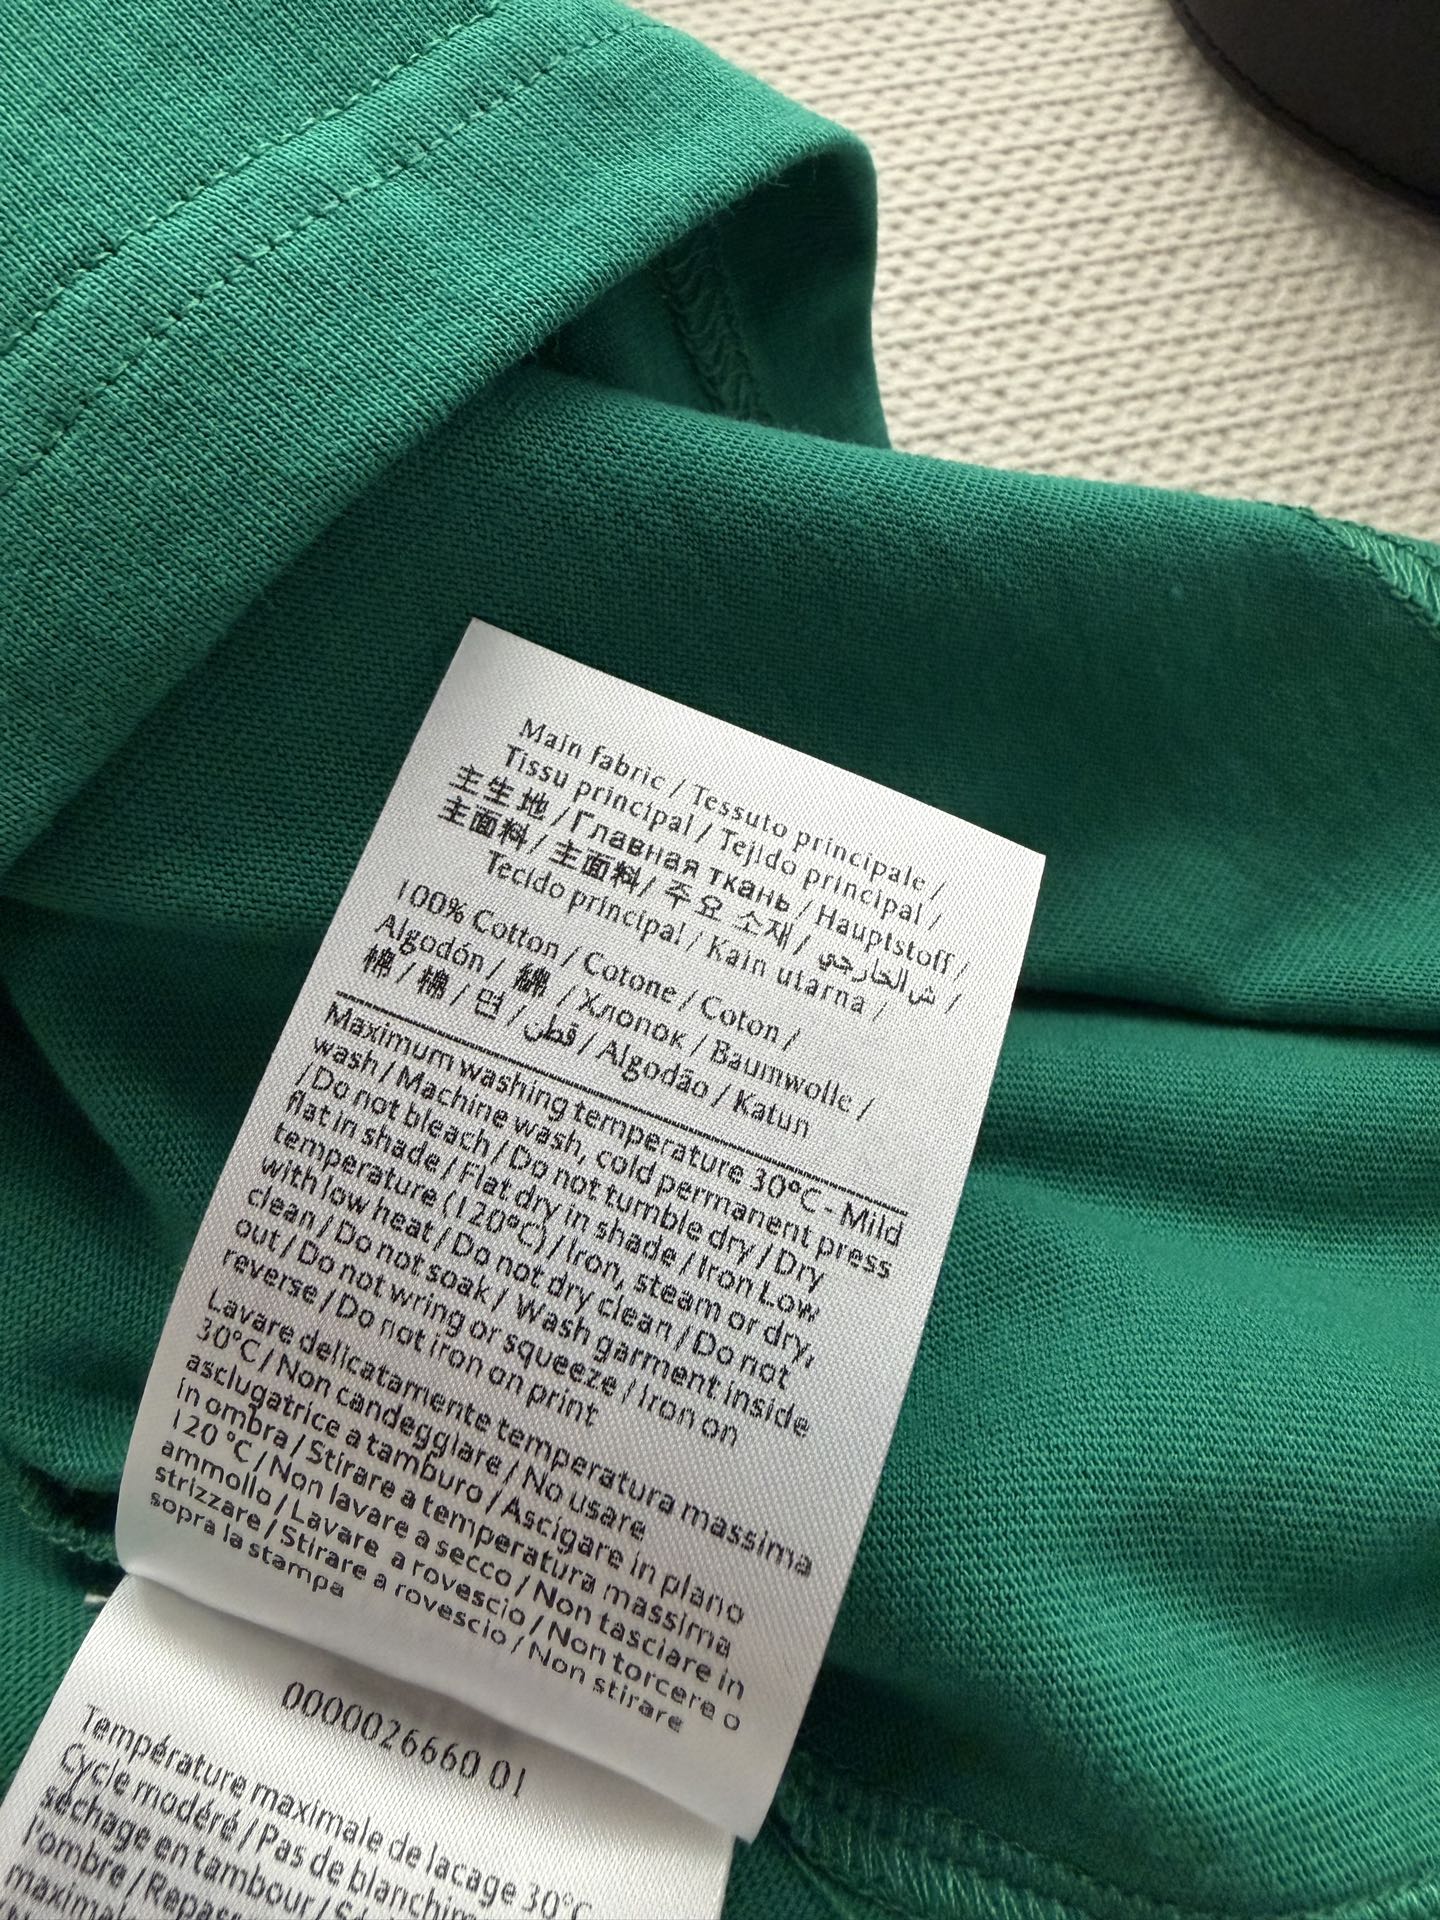 Main fabric / Tessuto principale /
Tissu principal / Tejido principal /
主生地 / Главная ткань / Hauptstoff /
主面料 / 主面料 / 주요 소재 / ش الخارجي /
Tecido principal / Kain utama /
100% Cotton / Cotone / Coton /
Algodón / 綿 / Хлопок / Baumwolle /
棉 / 棉 / 면 / قطن / Algodão / Katun
Maximum washing temperature 30°C - Mild
wash / Machine wash, cold permanent press
/ Do not bleach / Do not tumble dry / Dry
flat in shade / Flat dry in shade / Iron Low
temperature (120°C) / Iron, steam or dry,
with low heat / Do not dry clean / Do not
clean / Do not soak / Wash garment inside
out / Do not wring or squeeze / Iron on
reverse / Do not iron on print
Lavare delicatamente temperatura massima
30°C / Non candeggiare / No usare
asclugatrice a tamburo / Ascigare in plano
in ombra / Stirare a temperatura massima
120 °C / Non lavare a secco / Non tasciare in
ammollo / Lavare a rovescio / Non torcere o
strizzare / Stirare a rovescio / Non stirare
sopra la stampa
0000026660 01
Température maximale de lacage 30°C
Cycle modéré / Pas de blanchim
séchage en tambour / Sé
l'ombre / Repass
maximal